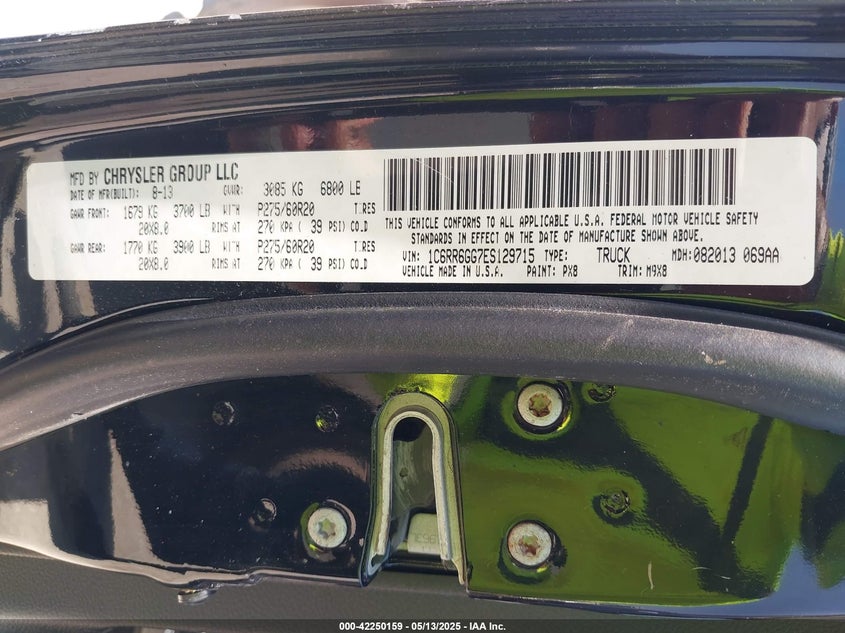 MFD BY CHRYSLER GROUP LLC
DATE OF MFR(BUILT): 8-13 GVWR: 3085 KG 6800 LB
GAWR FRONT: 1679 KG 3700 LB WITH P275/60R20 TIRES
20X8.0 RIMS AT 270 KPA ( 39 PSI) COLD
GAWR REAR: 1770 KG 3900 LB WITH P275/60R20 TIRES
20X8.0 RIMS AT 270 KPA ( 39 PSI) COLD
THIS VEHICLE CONFORMS TO ALL APPLICABLE U.S.A. FEDERAL MOTOR VEHICLE SAFETY
STANDARDS IN EFFECT ON THE DATE OF MANUFACTURE SHOWN ABOVE.
VIN: 1C6RR6GG7ES129715 TYPE: TRUCK MDH: 082013 069AA
VEHICLE MADE IN U.S.A. PAINT: PX8 TRIM: M9X8
000-42250159 — 05/13/2025 — IAA Inc.